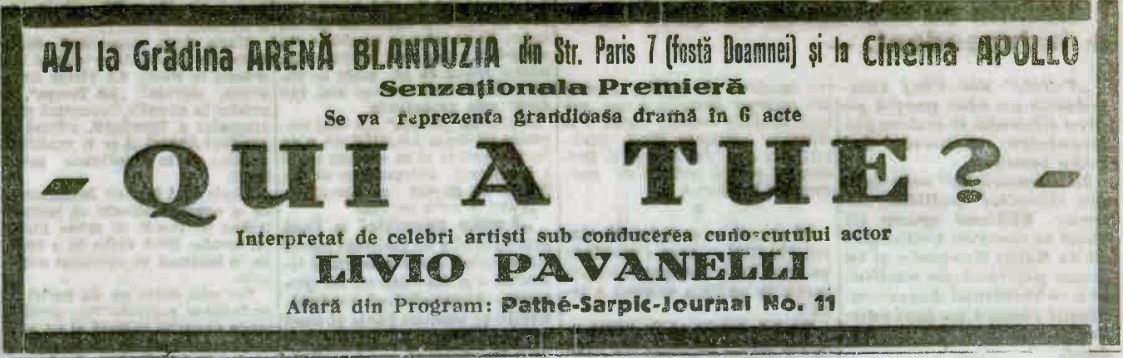 AZI la Grădina ARENĂ BLANDUZIA din Str. Paris 7 (fostă Doamnei) și la Cinema APOLLO
Senzaționala Premieră
Se va reprezenta grandioasa dramă în 6 acte
- QUI A TUE? -
Interpretat de celebri artiști sub conducerea cunoscutului actor
LIVIO PAVANELLI
Afară din Program: Pathé-Sarpic-Journal No. 11